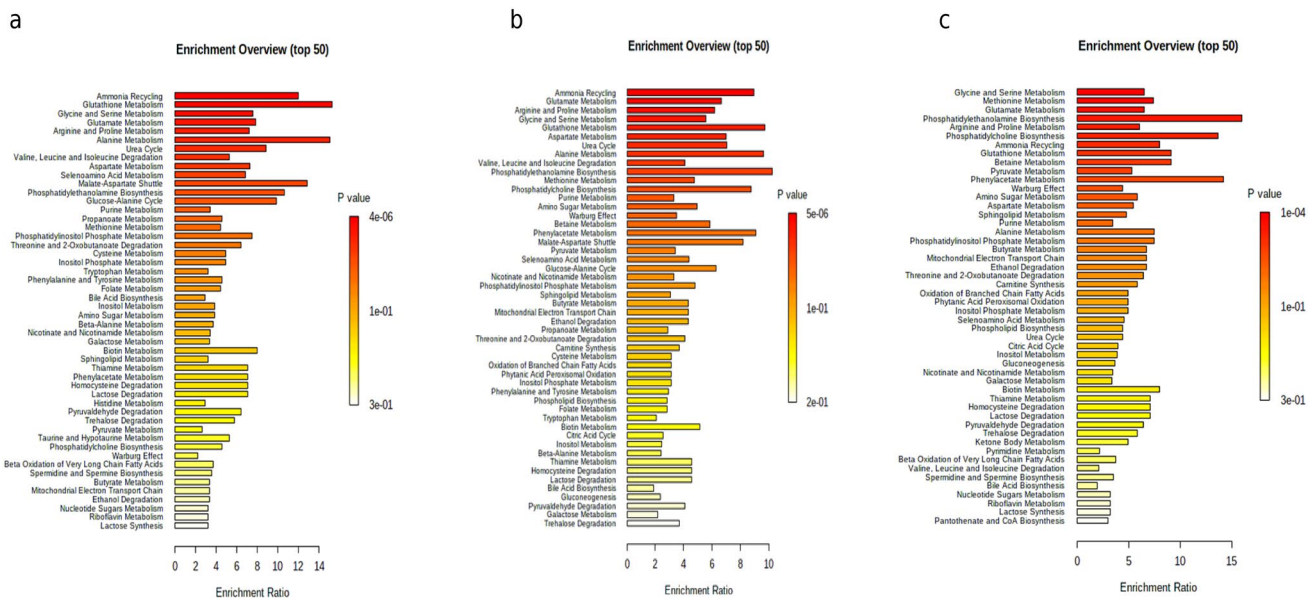 a
Enrichment Overview (top 50)
Ammonia Recycling
Glutathione Metabolism
Glycine and Serine Metabolism
Glutamate Metabolism
Arginine and Proline Metabolism
Alanine Metabolism
Urea Cycle
Valine, Leucine and Isoleucine Degradation
Aspartate Metabolism
Selenoamino Acid Metabolism
Malate-Aspartate Shuttle
Phosphatidylethanolamine Biosynthesis
Glucose-Alanine Cycle
Purine Metabolism
Propanoate Metabolism
Methionine Metabolism
Phosphatidylinositol Phosphate Metabolism
Threonine and 2-Oxobutanoate Degradation
Cysteine Metabolism
Inositol Phosphate Metabolism
Tryptophan Metabolism
Phenylalanine and Tyrosine Metabolism
Folate Metabolism
Bile Acid Biosynthesis
Inositol Metabolism
Amino Sugar Metabolism
Beta-Alanine Metabolism
Nicotinate and Nicotinamide Metabolism
Galactose Metabolism
Biotin Metabolism
Sphingolipid Metabolism
Thiamine Metabolism
Phenylacetate Metabolism
Homocysteine Degradation
Lactose Degradation
Histidine Metabolism
Pyruvaldehyde Degradation
Trehalose Degradation
Pyruvate Metabolism
Taurine and Hypotaurine Metabolism
Phosphatidylcholine Biosynthesis
Warburg Effect
Beta Oxidation of Very Long Chain Fatty Acids
Spermidine and Spermine Biosynthesis
Butyrate Metabolism
Mitochondrial Electron Transport Chain
Ethanol Degradation
Nucleotide Sugars Metabolism
Riboflavin Metabolism
Lactose Synthesis
0 2 4 6 8 10 12 14
Enrichment Ratio
P value
4e-06
1e-01
3e-01
b
Enrichment Overview (top 50)
Ammonia Recycling
Glutamate Metabolism
Arginine and Proline Metabolism
Glycine and Serine Metabolism
Glutathione Metabolism
Aspartate Metabolism
Urea Cycle
Alanine Metabolism
Valine, Leucine and Isoleucine Degradation
Phosphatidylethanolamine Biosynthesis
Methionine Metabolism
Phosphatidylcholine Biosynthesis
Purine Metabolism
Amino Sugar Metabolism
Warburg Effect
Betaine Metabolism
Phenylacetate Metabolism
Malate-Aspartate Shuttle
Pyruvate Metabolism
Selenoamino Acid Metabolism
Glucose-Alanine Cycle
Nicotinate and Nicotinamide Metabolism
Phosphatidylinositol Phosphate Metabolism
Sphingolipid Metabolism
Butyrate Metabolism
Mitochondrial Electron Transport Chain
Ethanol Degradation
Propanoate Metabolism
Threonine and 2-Oxobutanoate Degradation
Carnitine Synthesis
Cysteine Metabolism
Oxidation of Branched Chain Fatty Acids
Phytanic Acid Peroxisomal Oxidation
Inositol Phosphate Metabolism
Phenylalanine and Tyrosine Metabolism
Phospholipid Biosynthesis
Folate Metabolism
Tryptophan Metabolism
Biotin Metabolism
Citric Acid Cycle
Inositol Metabolism
Beta-Alanine Metabolism
Thiamine Metabolism
Homocysteine Degradation
Lactose Degradation
Bile Acid Biosynthesis
Gluconeogenesis
Pyruvaldehyde Degradation
Galactose Metabolism
Trehalose Degradation
0 2 4 6 8 10
Enrichment Ratio
P value
5e-06
1e-01
2e-01
c
Enrichment Overview (top 50)
Glycine and Serine Metabolism
Methionine Metabolism
Glutamate Metabolism
Phosphatidylethanolamine Biosynthesis
Arginine and Proline Metabolism
Phosphatidylcholine Biosynthesis
Ammonia Recycling
Glutathione Metabolism
Betaine Metabolism
Pyruvate Metabolism
Phenylacetate Metabolism
Warburg Effect
Amino Sugar Metabolism
Aspartate Metabolism
Sphingolipid Metabolism
Purine Metabolism
Alanine Metabolism
Phosphatidylinositol Phosphate Metabolism
Butyrate Metabolism
Mitochondrial Electron Transport Chain
Ethanol Degradation
Threonine and 2-Oxobutanoate Degradation
Carnitine Synthesis
Oxidation of Branched Chain Fatty Acids
Phytanic Acid Peroxisomal Oxidation
Inositol Phosphate Metabolism
Selenoamino Acid Metabolism
Phospholipid Biosynthesis
Urea Cycle
Citric Acid Cycle
Inositol Metabolism
Gluconeogenesis
Nicotinate and Nicotinamide Metabolism
Galactose Metabolism
Biotin Metabolism
Thiamine Metabolism
Homocysteine Degradation
Lactose Degradation
Pyruvaldehyde Degradation
Trehalose Degradation
Ketone Body Metabolism
Pyrimidine Metabolism
Beta Oxidation of Very Long Chain Fatty Acids
Valine, Leucine and Isoleucine Degradation
Spermidine and Spermine Biosynthesis
Bile Acid Biosynthesis
Nucleotide Sugars Metabolism
Riboflavin Metabolism
Lactose Synthesis
Pantothenate and CoA Biosynthesis
0 5 10 15
Enrichment Ratio
P value
1e-04
1e-01
3e-01